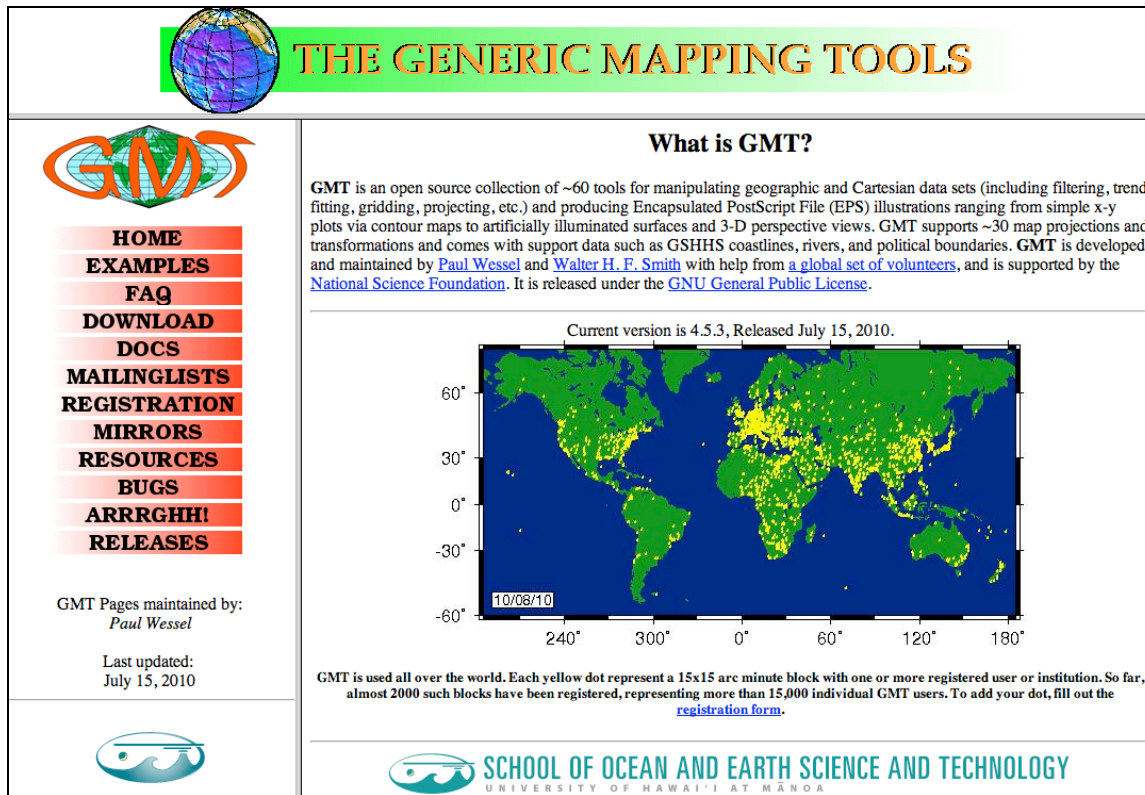 THE GENERIC MAPPING TOOLS
GMT
HOME
EXAMPLES
FAQ
DOWNLOAD
DOCS
MAILINGLISTS
REGISTRATION
MIRRORS
RESOURCES
BUGS
ARRRGHH!
RELEASES
GMT Pages maintained by:
Paul Wessel
Last updated:
July 15, 2010
What is GMT?
GMT is an open source collection of ~60 tools for manipulating geographic and Cartesian data sets (including filtering, trend
fitting, gridding, projecting, etc.) and producing Encapsulated PostScript File (EPS) illustrations ranging from simple x-y
plots via contour maps to artificially illuminated surfaces and 3-D perspective views. GMT supports ~30 map projections and
transformations and comes with support data such as GSHHS coastlines, rivers, and political boundaries. GMT is developed
and maintained by Paul Wessel and Walter H. F. Smith with help from a global set of volunteers, and is supported by the
National Science Foundation. It is released under the GNU General Public License.
Current version is 4.5.3, Released July 15, 2010.
60°
30°
0°
-30°
-60°
10/08/10
240° 300° 0° 60° 120° 180°
GMT is used all over the world. Each yellow dot represent a 15x15 arc minute block with one or more registered user or institution. So far,
almost 2000 such blocks have been registered, representing more than 15,000 individual GMT users. To add your dot, fill out the
registration form.
SCHOOL OF OCEAN AND EARTH SCIENCE AND TECHNOLOGY
UNIVERSITY OF HAWAI'I AT MĀNOA